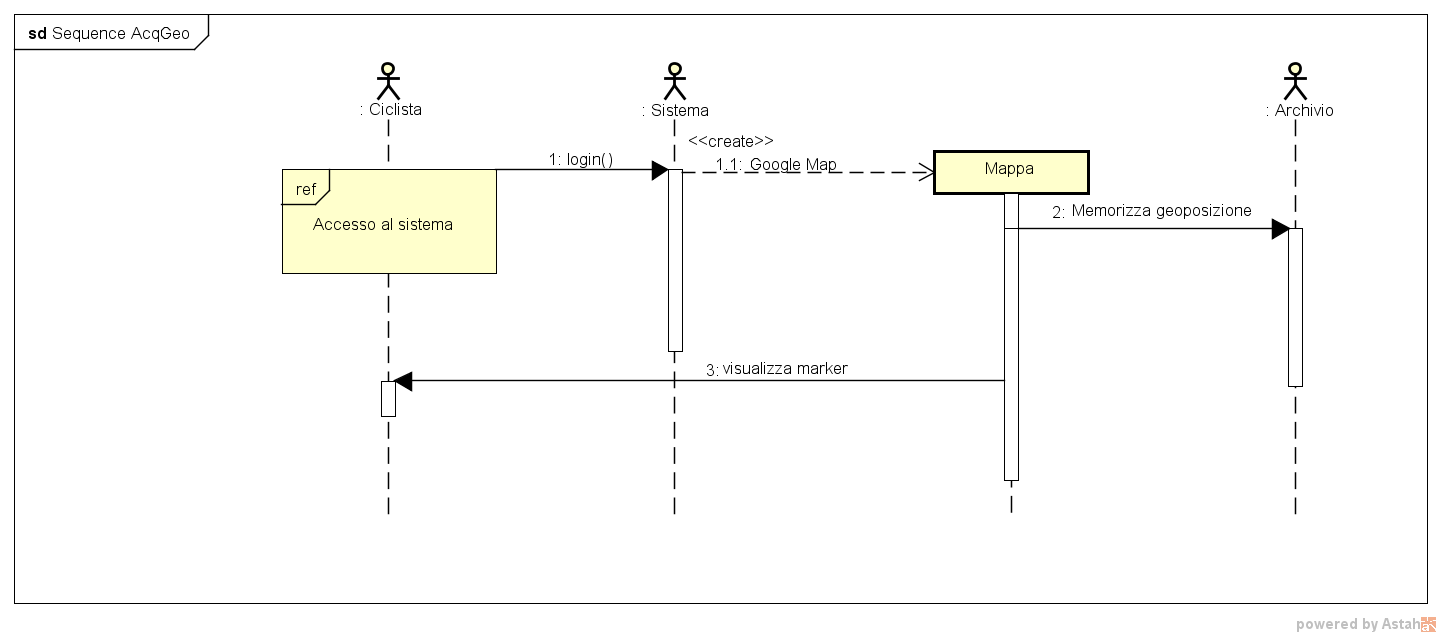 sd Sequence AcqGeo
: Ciclista
: Sistema
: Archivio
<<create>>
1: login()
1.1: Google Map
Mappa
ref
Accesso al sistema
2: Memorizza geoposizione
3: visualizza marker
powered by Astah